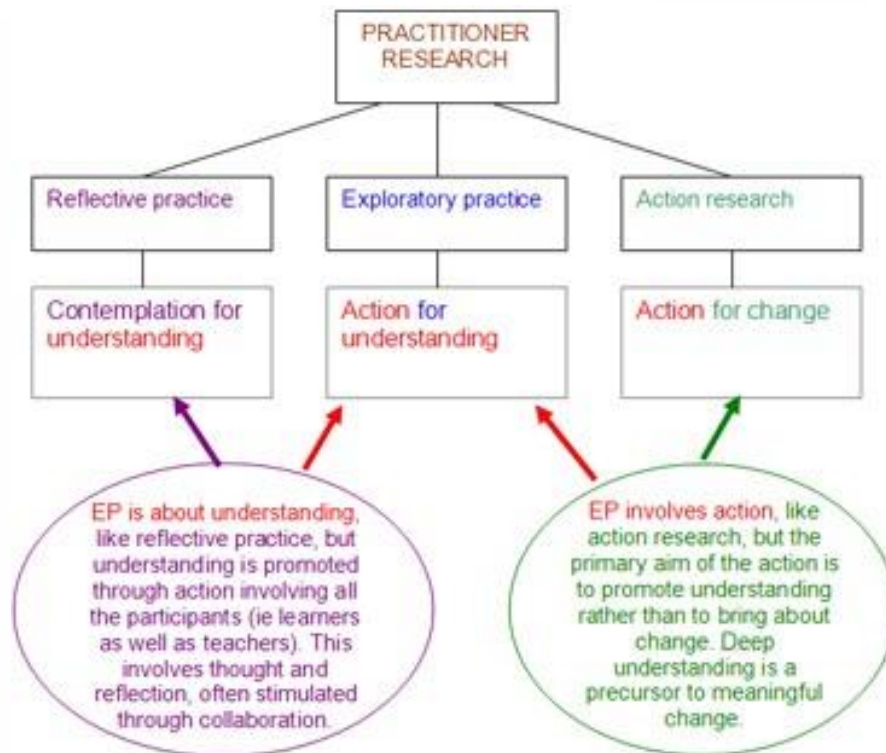 PRACTITIONER
RESEARCH
Reflective practice
Exploratory practice
Action research
Contemplation for
understanding
Action for
understanding
Action for change
EP is about understanding,
like reflective practice, but
understanding is promoted
through action involving all
the participants (ie learners
as well as teachers). This
involves thought and
reflection, often stimulated
through collaboration.
EP involves action, like
action research, but the
primary aim of the action is
to promote understanding
rather than to bring about
change. Deep
understanding is a
precursor to meaningful
change.